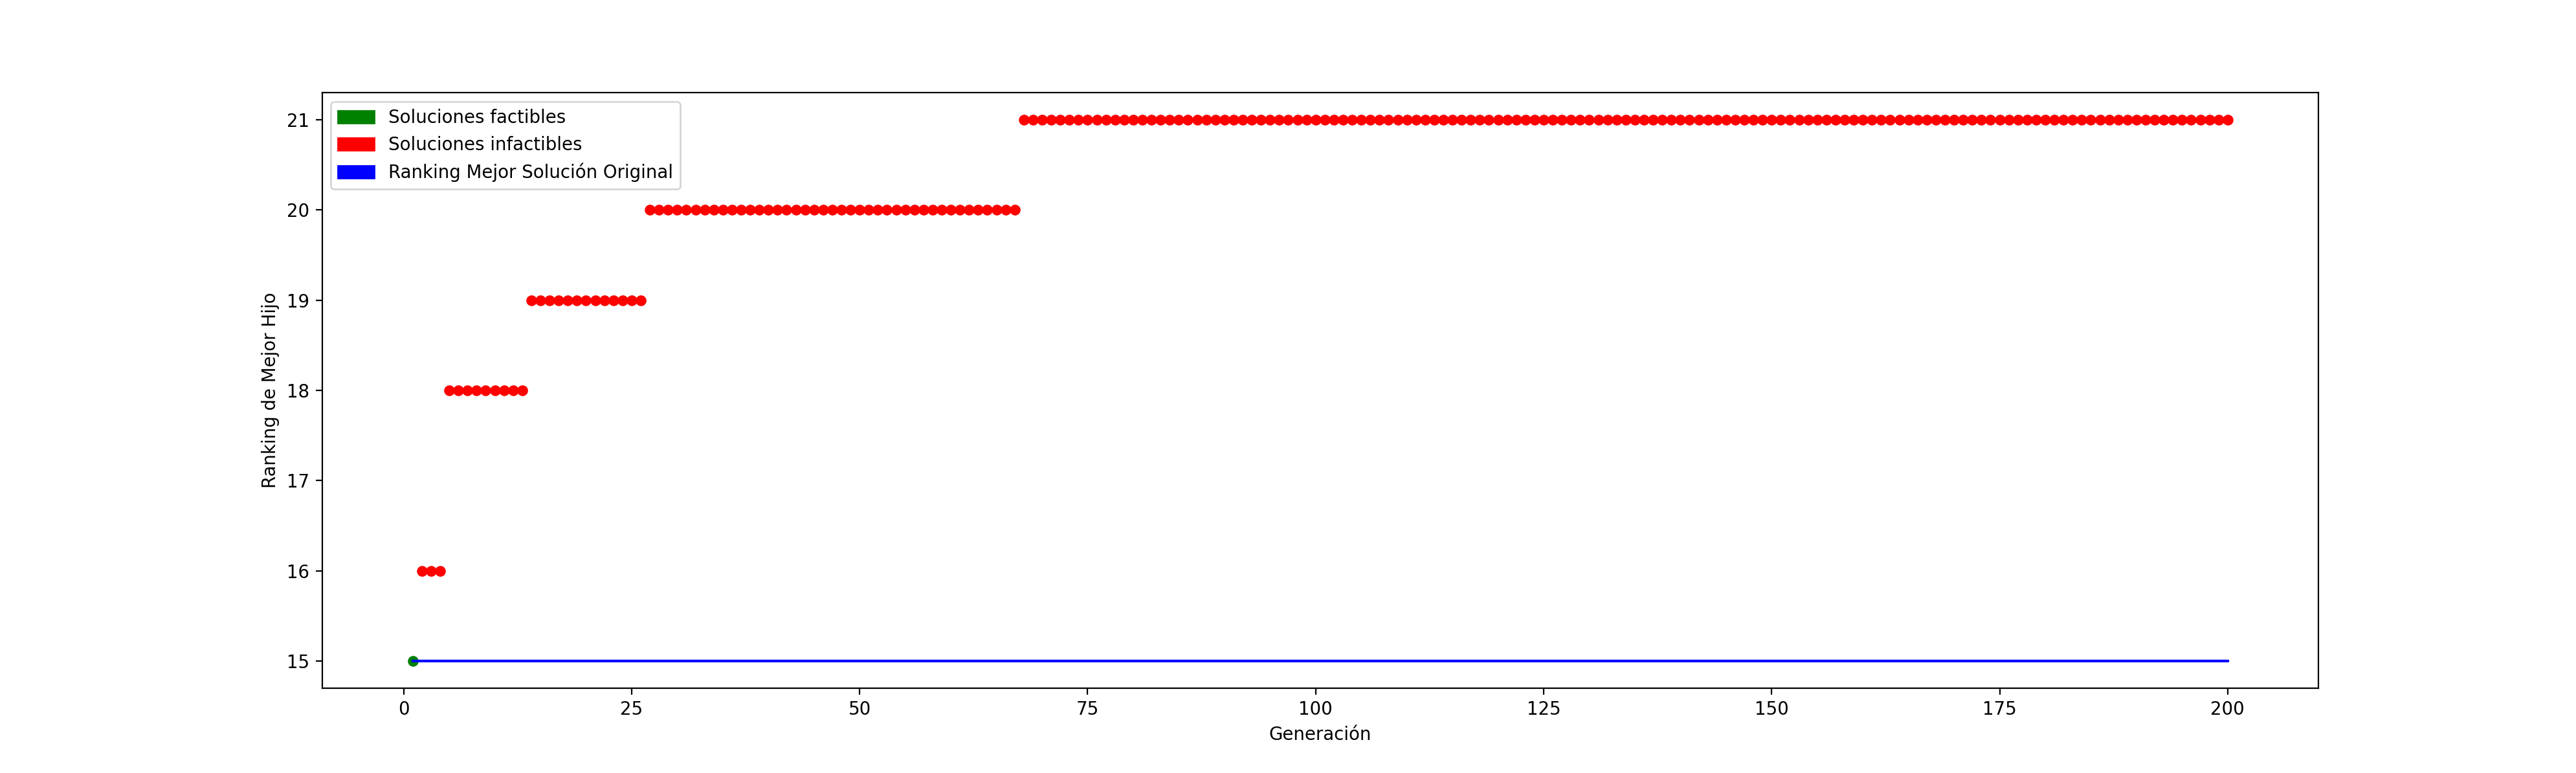 Soluciones factibles
Soluciones infactibles
Ranking Mejor Solución Original
21
20
19
18
17
16
15
Ranking de Mejor Hijo
0 25 50 75 100 125 150 175 200
Generación